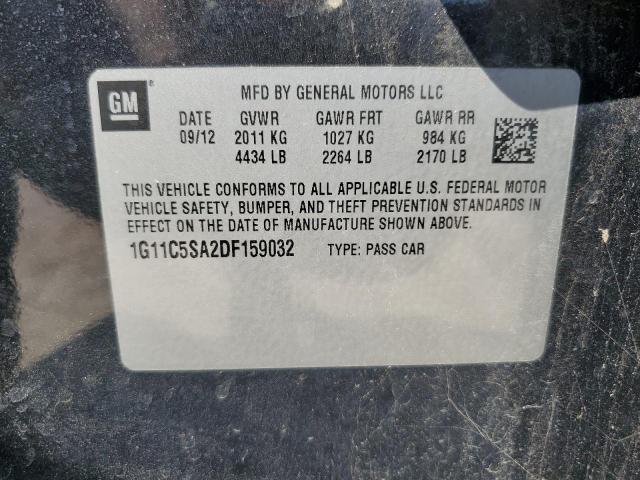 GM
MFD BY GENERAL MOTORS LLC
DATE GVWR GAWR FRT GAWR RR
09/12 2011 KG 1027 KG 984 KG
4434 LB 2264 LB 2170 LB
THIS VEHICLE CONFORMS TO ALL APPLICABLE U.S. FEDERAL MOTOR
VEHICLE SAFETY, BUMPER, AND THEFT PREVENTION STANDARDS IN
EFFECT ON THE DATE OF MANUFACTURE SHOWN ABOVE.
1G11C5SA2DF159032 TYPE: PASS CAR